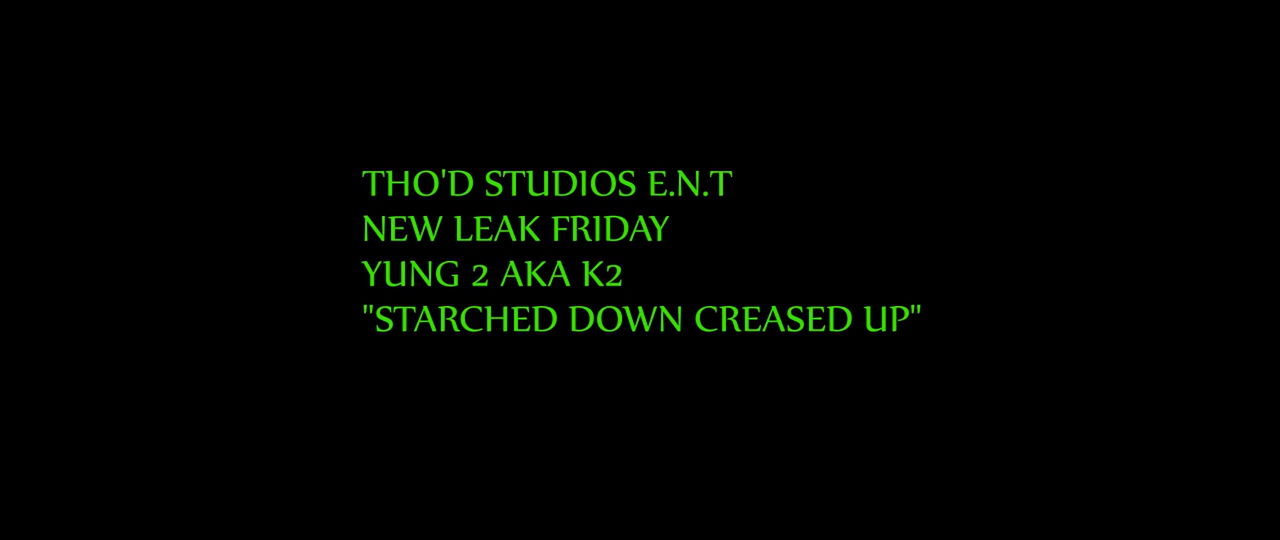 THO'D STUDIOS E.N.T
NEW LEAK FRIDAY
YUNG 2 AKA K2
"STARCHED DOWN CREASED UP"